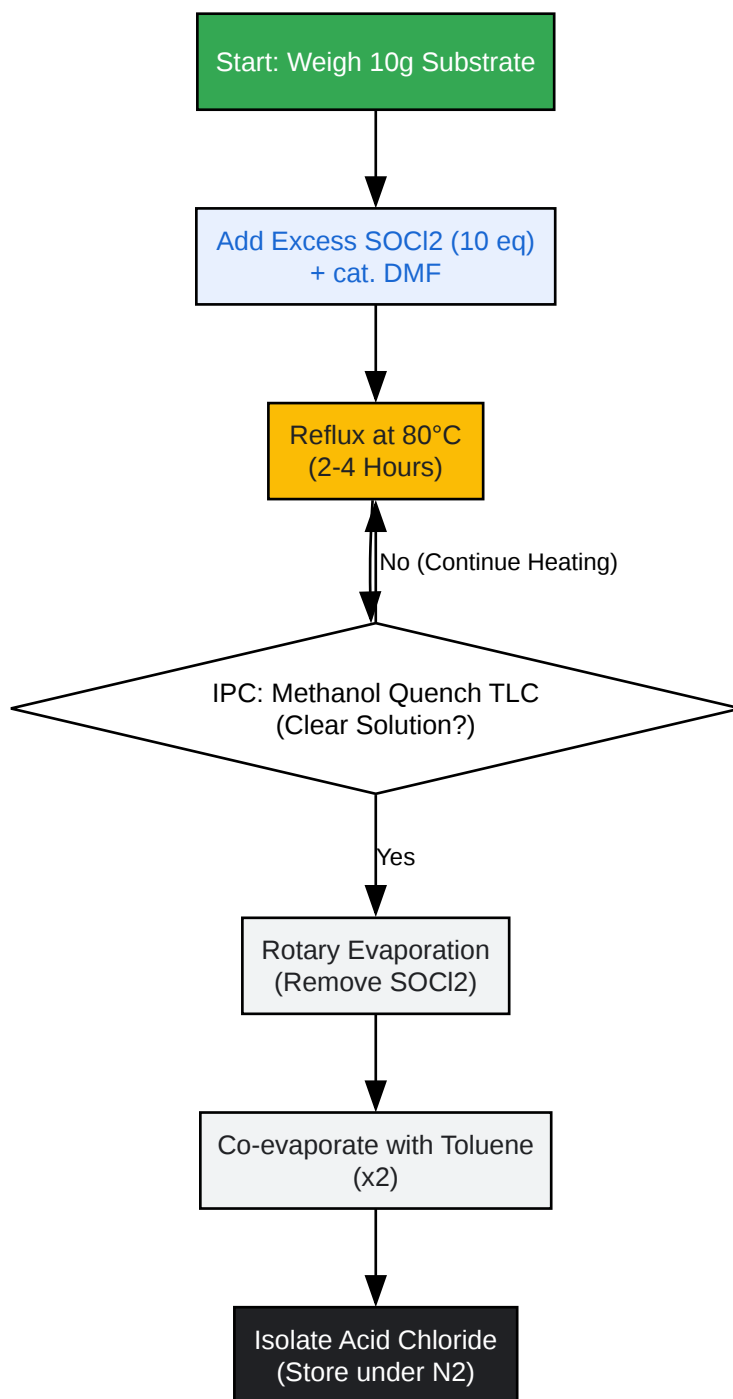 Start: Weigh 10g Substrate
Add Excess SOCl2 (10 eq)
+ cat. DMF
Reflux at 80°C
(2-4 Hours)
No (Continue Heating)
IPC: Methanol Quench TLC
(Clear Solution?)
Yes
Rotary Evaporation
(Remove SOCl2)
Co-evaporate with Toluene
(x2)
Isolate Acid Chloride
(Store under N2)